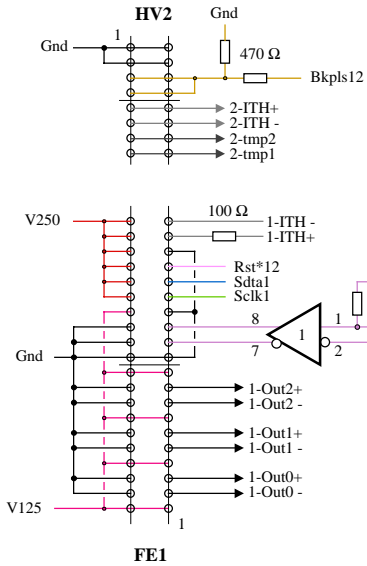 HV2
Gnd
Gnd
1
470 Ω
Bkpls12
2-ITH+
2-ITH -
2-tmp2
2-tmp1
V250
100 Ω
1-ITH -
1-ITH+
Rst*12
Sdta1
Sclk1
8
1
1
7
2
Gnd
1-Out2+
1-Out2 -
1-Out1+
1-Out1 -
1-Out0+
1-Out0 -
V125
1
FE1